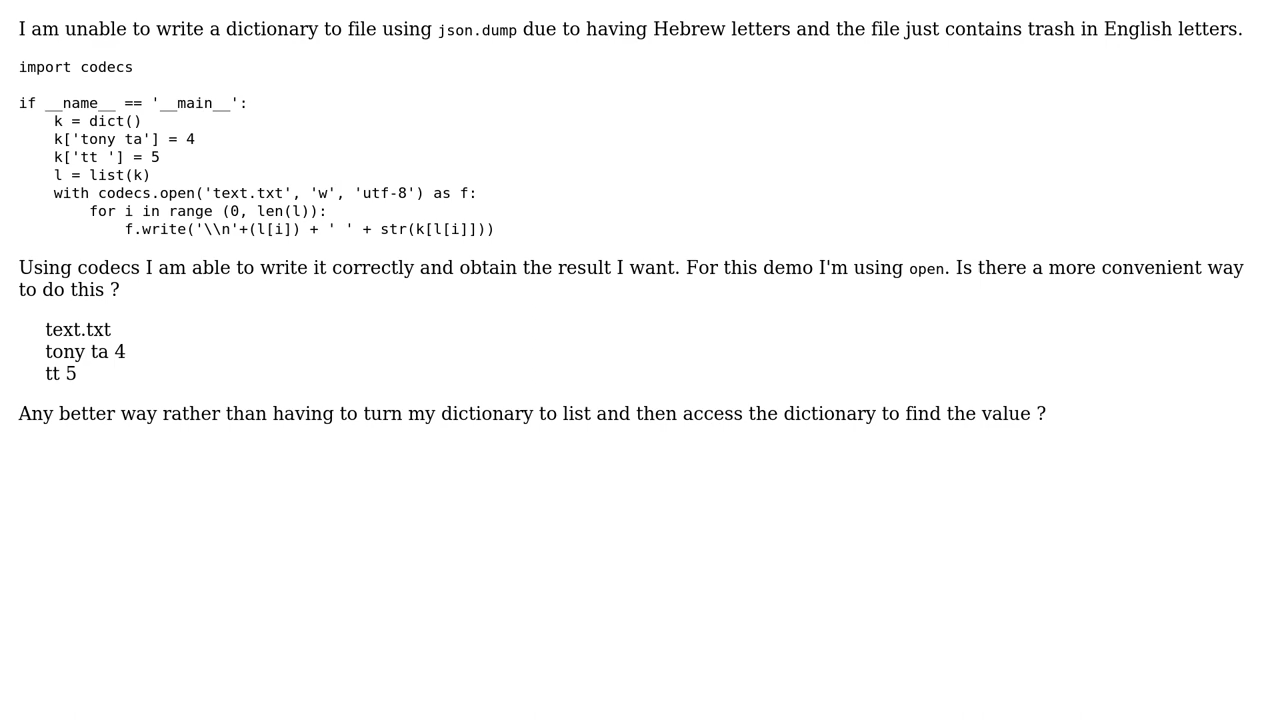 I am unable to write a dictionary to file using json.dump due to having Hebrew letters and the file just contains trash in English letters.
import codecs
if __name__ == '__main__':
    k = dict()
    k['tony ta'] = 4
    k['tt '] = 5
    l = list(k)
    with codecs.open('text.txt', 'w', 'utf-8') as f:
        for i in range (0, len(l)):
            f.write('\\n'+(l[i]) + ' ' + str(k[l[i]]))
Using codecs I am able to write it correctly and obtain the result I want. For this demo I'm using open. Is there a more convenient way
to do this ?
text.txt
tony ta 4
tt 5
Any better way rather than having to turn my dictionary to list and then access the dictionary to find the value ?